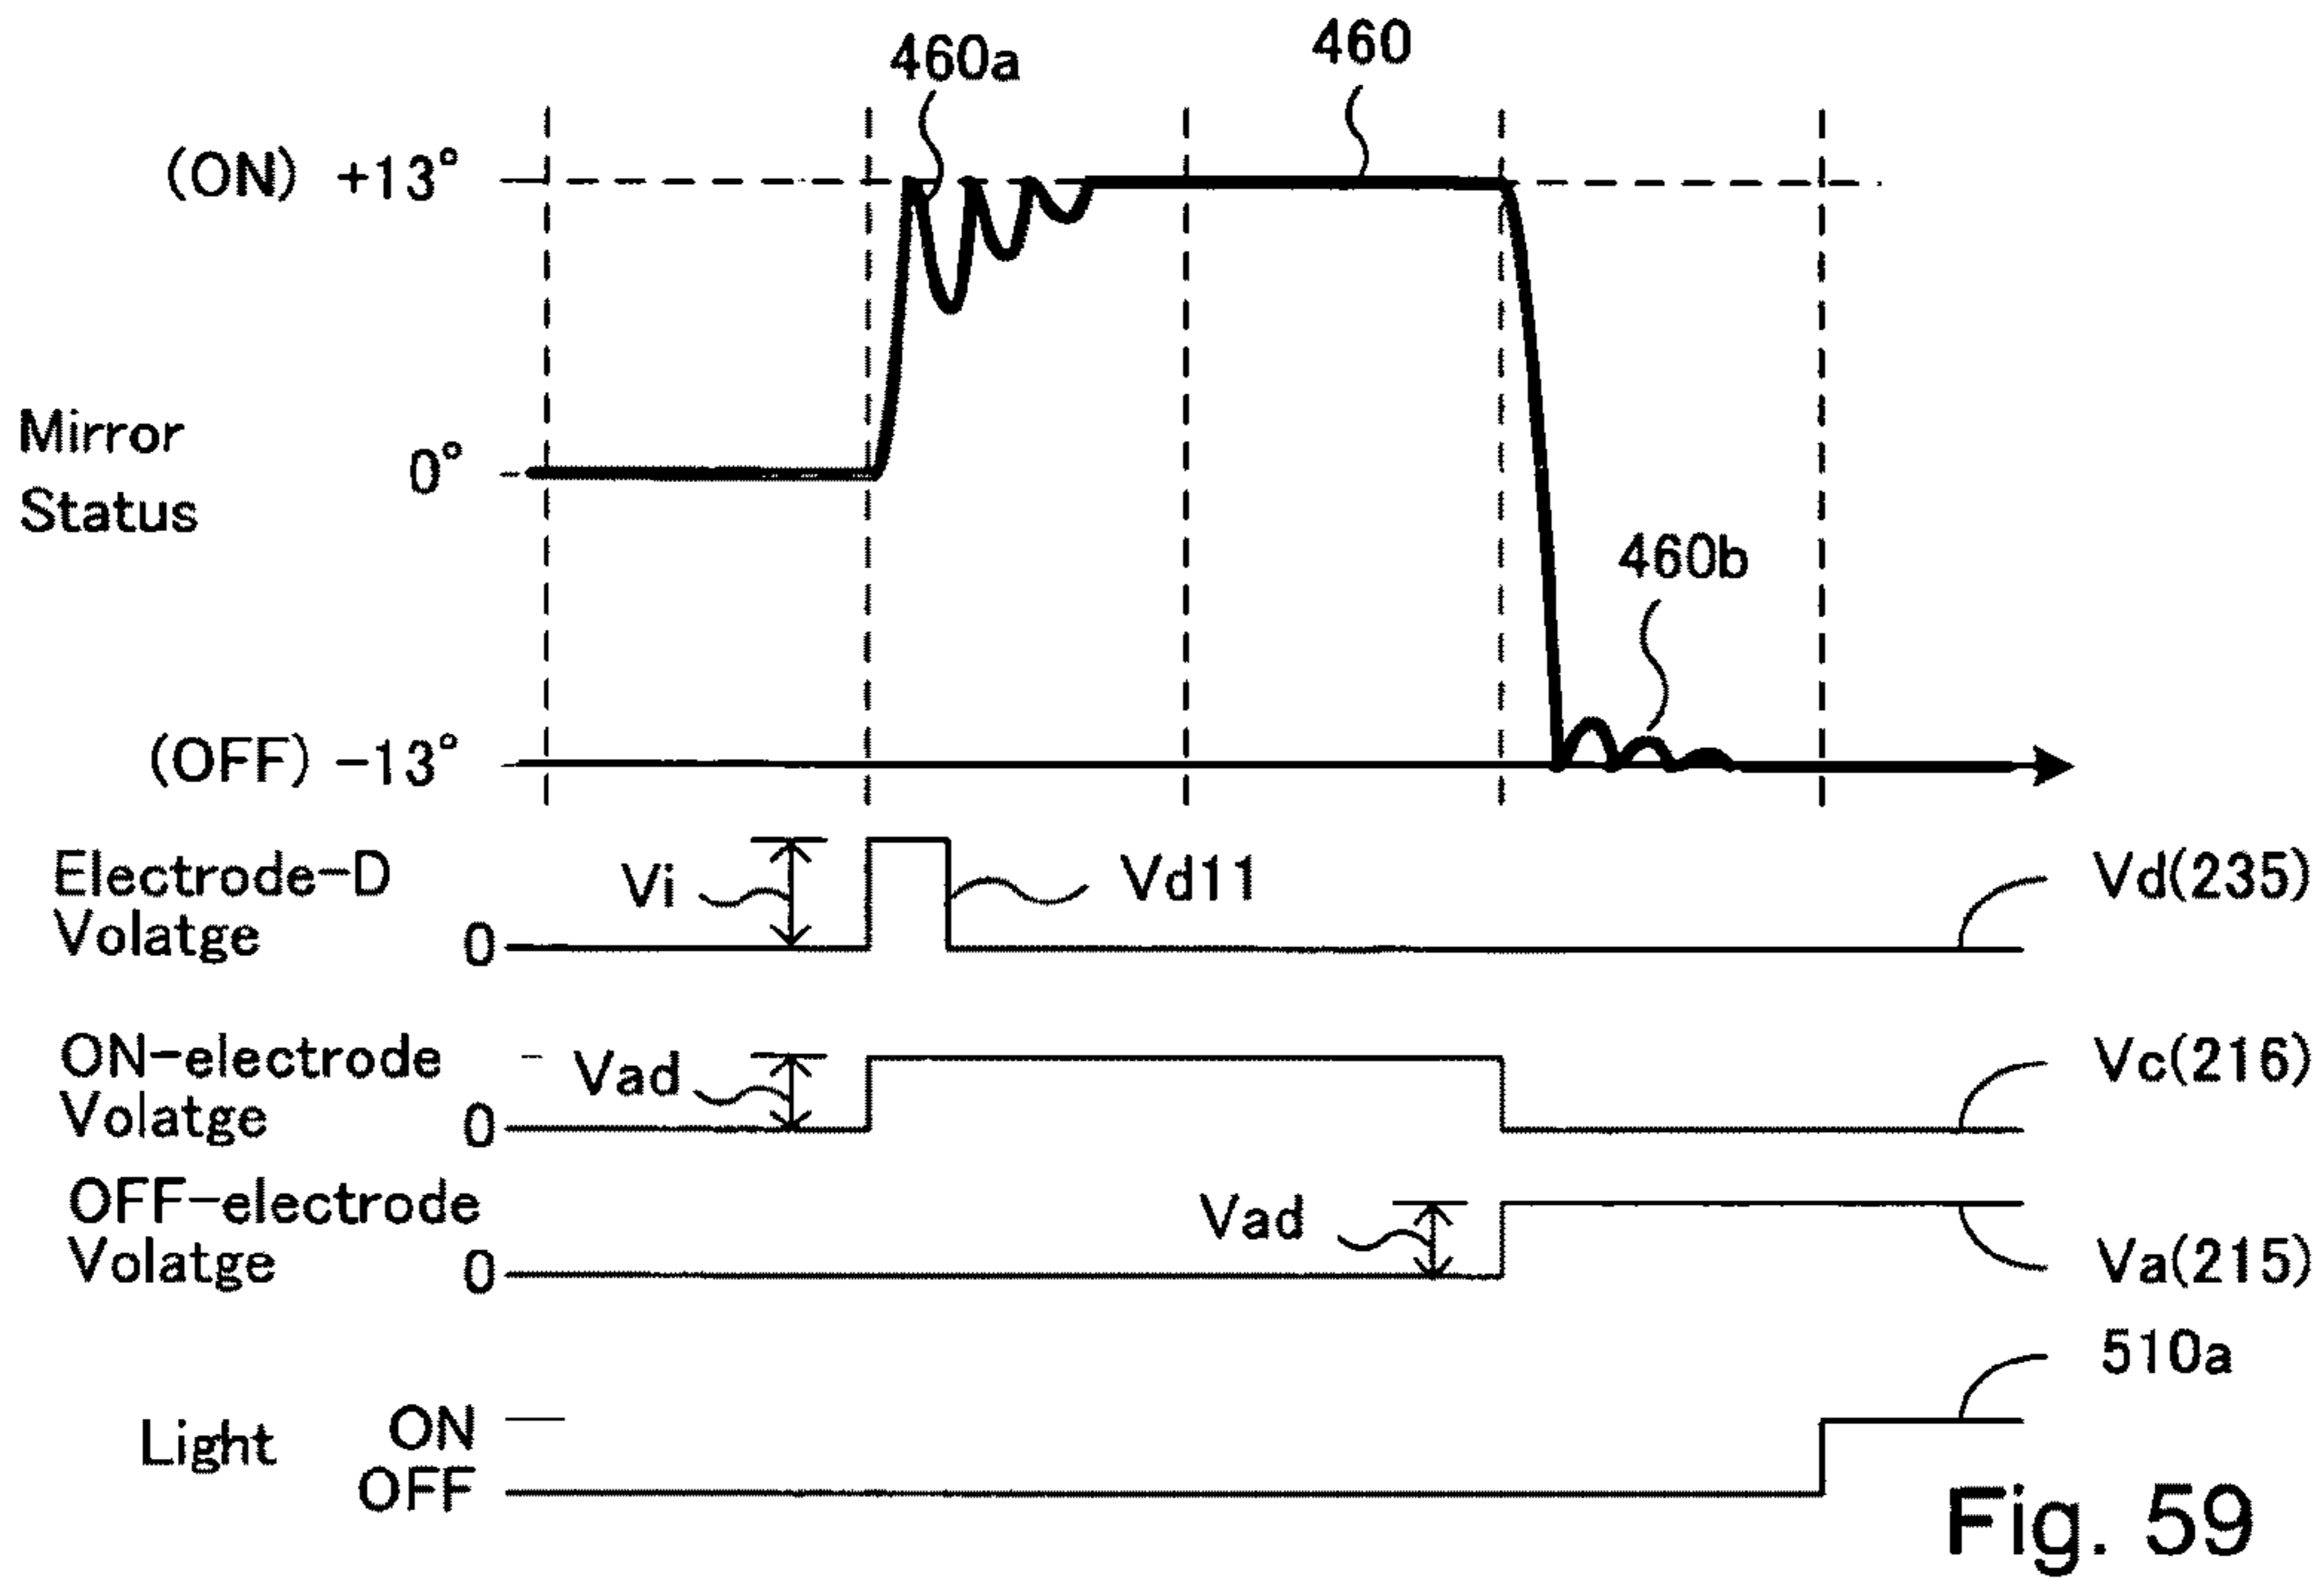 460a
460
(ON) +13°
Mirror
Status
0°
460b
(OFF) -13°
Electrode-D
Volatge
0
Vi
Vd11
Vd(235)
ON-electrode
Volatge
0
Vad
Vc(216)
OFF-electrode
Volatge
0
Vad
Va(215)
510a
Light
ON
OFF
Fig. 59